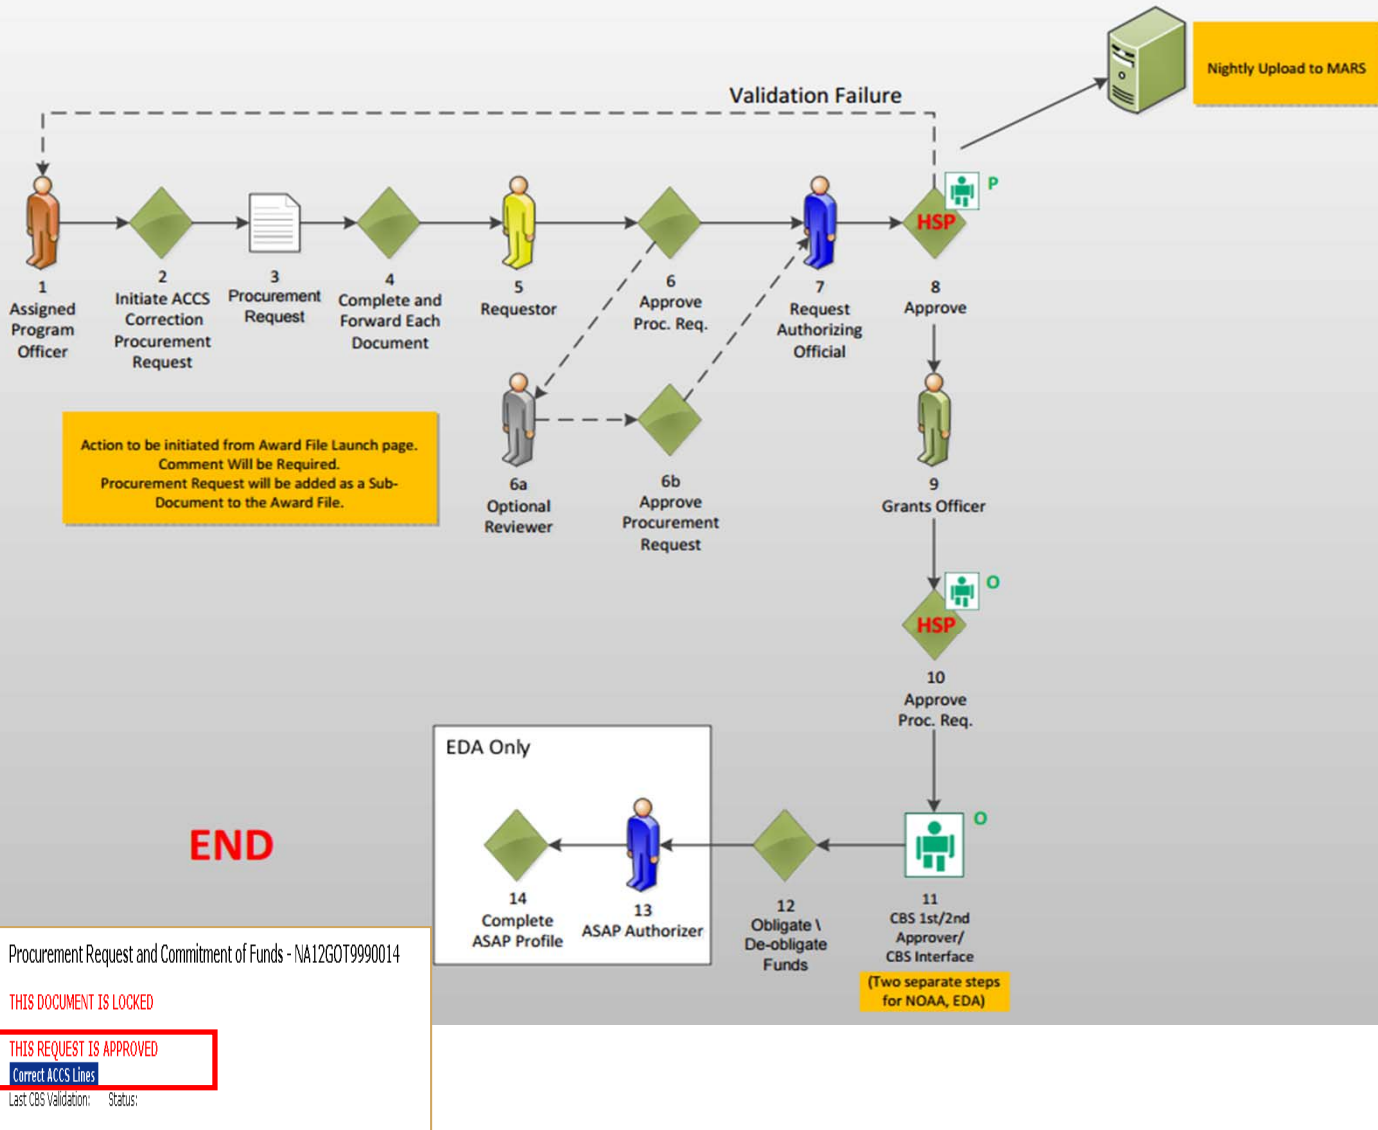 Nightly Upload to MARS
Validation Failure
P
HSP
1
Assigned
Program
Officer
2
Initiate ACCS
Correction
Procurement
Request
3
Procurement
Request
4
Complete and
Forward Each
Document
5
Requestor
6
Approve
Proc. Req.
7
Request
Authorizing
Official
8
Approve
Action to be initiated from Award File Launch page.
Comment Will be Required.
Procurement Request will be added as a Sub-
Document to the Award File.
6a
Optional
Reviewer
6b
Approve
Procurement
Request
9
Grants Officer
O
HSP
10
Approve
Proc. Req.
EDA Only
O
END
14
Complete
ASAP Profile
13
ASAP Authorizer
12
Obligate \
De-obligate
Funds
11
CBS 1st/2nd
Approver/
CBS Interface
(Two separate steps
for NOAA, EDA)
Procurement Request and Commitment of Funds - NA12GOT9990014
THIS DOCUMENT IS LOCKED
THIS REQUEST IS APPROVED
Correct ACCS Lines
Last CBS Validation: Status: